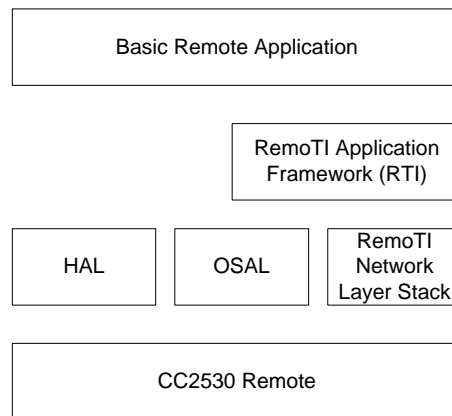 Basic Remote Application
RemoTI Application
Framework (RTI)
HAL
OSAL
RemoTI
Network
Layer Stack
CC2530 Remote